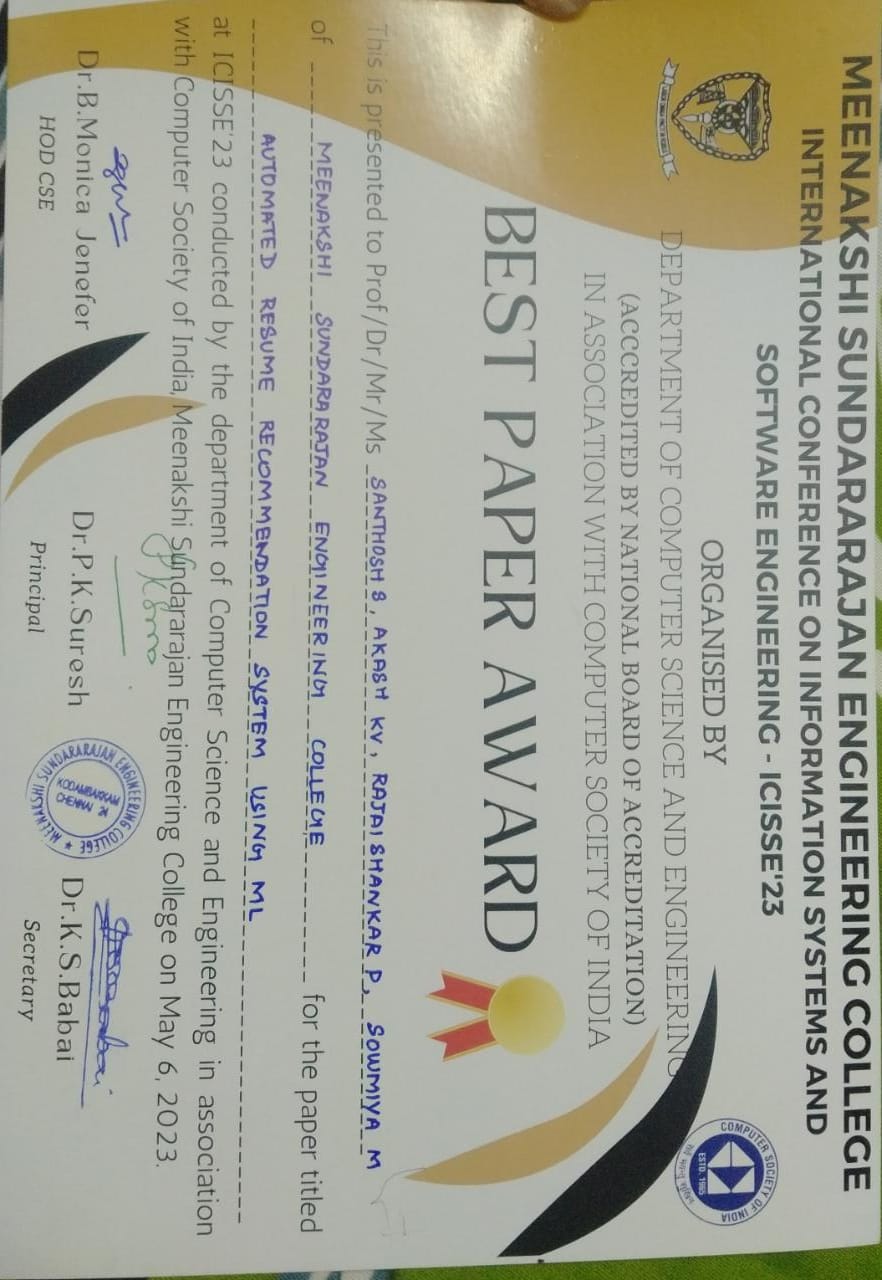 MEENAKSHI SUNDARARAJAN ENGINEERING COLLEGE
INTERNATIONAL CONFERENCE ON INFORMATION SYSTEMS AND
SOFTWARE ENGINEERING - ICISSE'23
COMPUTER SOCIETY OF INDIA
ESTD. 1965
ORGANISED BY
DEPARTMENT OF COMPUTER SCIENCE AND ENGINEERING
(ACCCREDITED BY NATIONAL BOARD OF ACCREDITATION)
IN ASSOCIATION WITH COMPUTER SOCIETY OF INDIA
BEST PAPER AWARD
This is presented to Prof/Dr/Mr/Ms SANTHOSH S, AKASH KV, RAJAI SHANKAR P, SOWMIYA M
of MEENAKSHI SUNDARARAJAN ENGINEERING COLLEGE for the paper titled
AUTOMATED RESUME RECOMMENDATION SYSTEM USING ML
at ICISSE'23 conducted by the department of Computer Science and Engineering in association
with Computer Society of India, Meenakshi Sundararajan Engineering College on May 6, 2023.
Dr.B.Monica Jenefer
HOD CSE
Dr.P.K.Suresh
Principal
MEENAKSHI SUNDARARAJAN ENGINEERING COLLEGE
KODAMBAKKAM
CHENNAI 24
Dr.K.S.Babai
Secretary